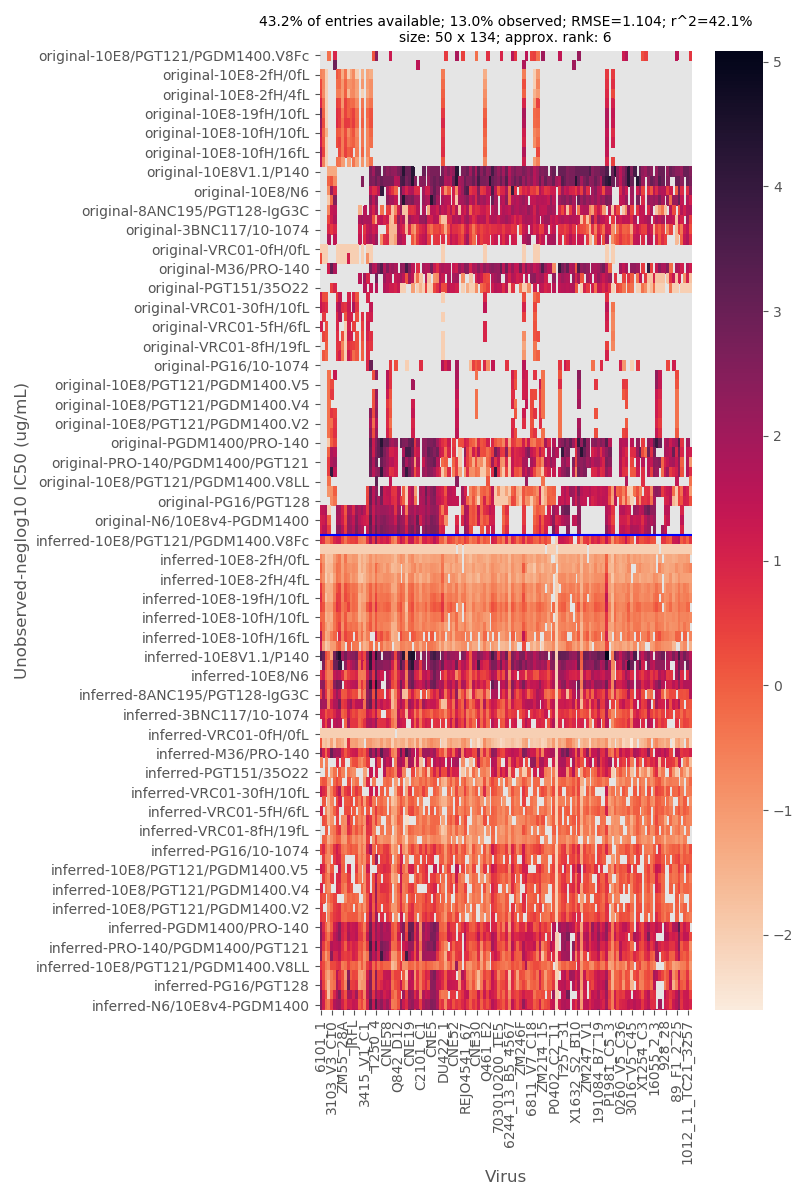 43.2% of entries available; 13.0% observed; RMSE=1.104; r^2=42.1%
size: 50 x 134; approx. rank: 6
original-10E8/PGT121/PGDM1400.V8Fc
original-10E8-2fH/0fL
original-10E8-2fH/4fL
original-10E8-19fH/10fL
original-10E8-10fH/10fL
original-10E8-10fH/16fL
original-10E8V1.1/P140
original-10E8/N6
original-8ANC195/PGT128-IgG3C
original-3BNC117/10-1074
original-VRC01-0fH/0fL
original-M36/PRO-140
original-PGT151/35O22
original-VRC01-30fH/10fL
original-VRC01-5fH/6fL
original-VRC01-8fH/19fL
original-PG16/10-1074
original-10E8/PGT121/PGDM1400.V5
original-10E8/PGT121/PGDM1400.V4
original-10E8/PGT121/PGDM1400.V2
original-PGDM1400/PRO-140
original-PRO-140/PGDM1400/PGT121
original-10E8/PGT121/PGDM1400.V8LL
original-PG16/PGT128
original-N6/10E8v4-PGDM1400
inferred-10E8/PGT121/PGDM1400.V8Fc
inferred-10E8-2fH/0fL
inferred-10E8-2fH/4fL
inferred-10E8-19fH/10fL
inferred-10E8-10fH/10fL
inferred-10E8-10fH/16fL
inferred-10E8V1.1/P140
inferred-10E8/N6
inferred-8ANC195/PGT128-IgG3C
inferred-3BNC117/10-1074
inferred-VRC01-0fH/0fL
inferred-M36/PRO-140
inferred-PGT151/35O22
inferred-VRC01-30fH/10fL
inferred-VRC01-5fH/6fL
inferred-VRC01-8fH/19fL
inferred-PG16/10-1074
inferred-10E8/PGT121/PGDM1400.V5
inferred-10E8/PGT121/PGDM1400.V4
inferred-10E8/PGT121/PGDM1400.V2
inferred-PGDM1400/PRO-140
inferred-PRO-140/PGDM1400/PGT121
inferred-10E8/PGT121/PGDM1400.V8LL
inferred-PG16/PGT128
inferred-N6/10E8v4-PGDM1400
Unobserved-neglog10 IC50 (ug/mL)
6101_1
3103_V3_C10
ZM55_28A
JRFL
3415_V1_C1
T250_4
CNE58
Q842_D12
CNE19
C2101_C1
CNE5
DU422_1
CNE52
REJO4541_67
CNE30
Q461_E2
703010200_1E5
6244_13_B5_4567
ZM246F
6811_V7_C18
ZM214_15
P0402_C2_11
T257_31
X1632_S2_B10
ZM247_V1
191084_B7_19
P1981_C5_3
0260_V5_C36
3016_V5_C45
X1254_C3
16055_2_3
928_28
89_F1_2_25
1012_11_TC21_3257
Virus
5
4
3
2
1
0
−1
−2